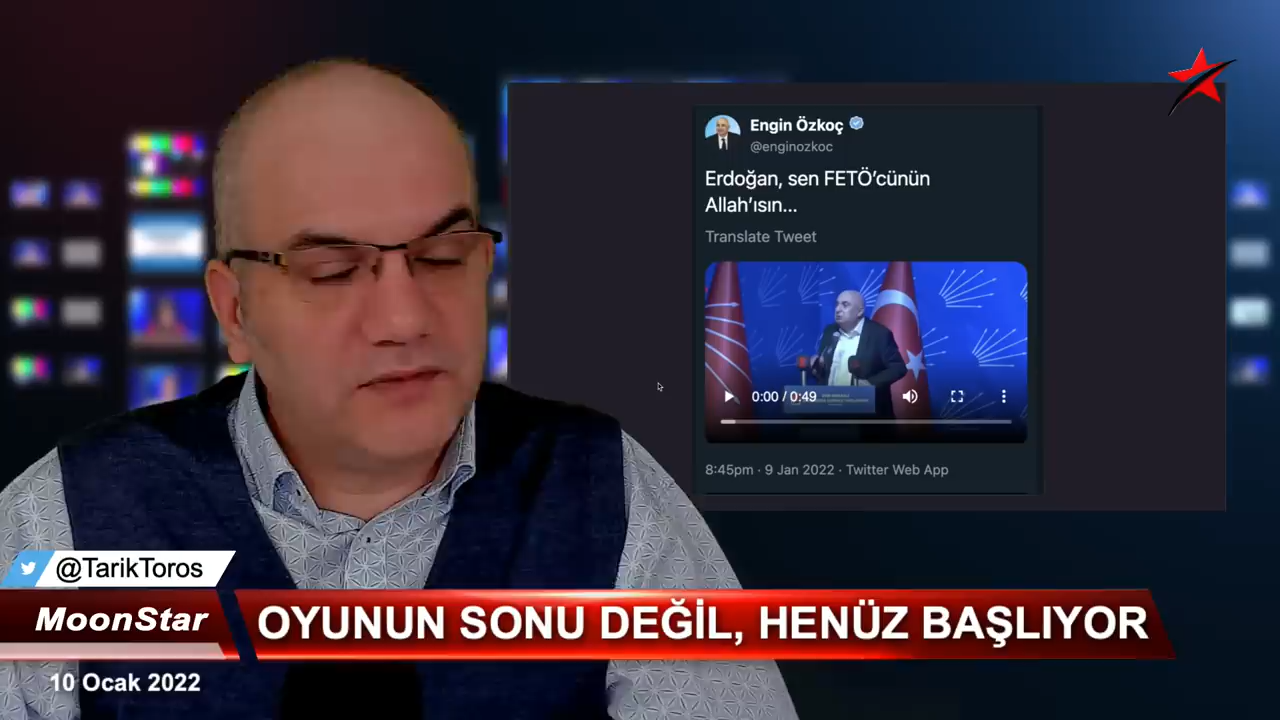 Engin Özkoç
@enginozkoc
Erdoğan, sen FETÖ’cünün
Allah’ısın...
Translate Tweet
0:00 / 0:49
8:45pm · 9 Jan 2022 · Twitter Web App
@TarikToros
MoonStar
OYUNUN SONU DEĞİL, HENÜZ BAŞLIYOR
10 Ocak 2022